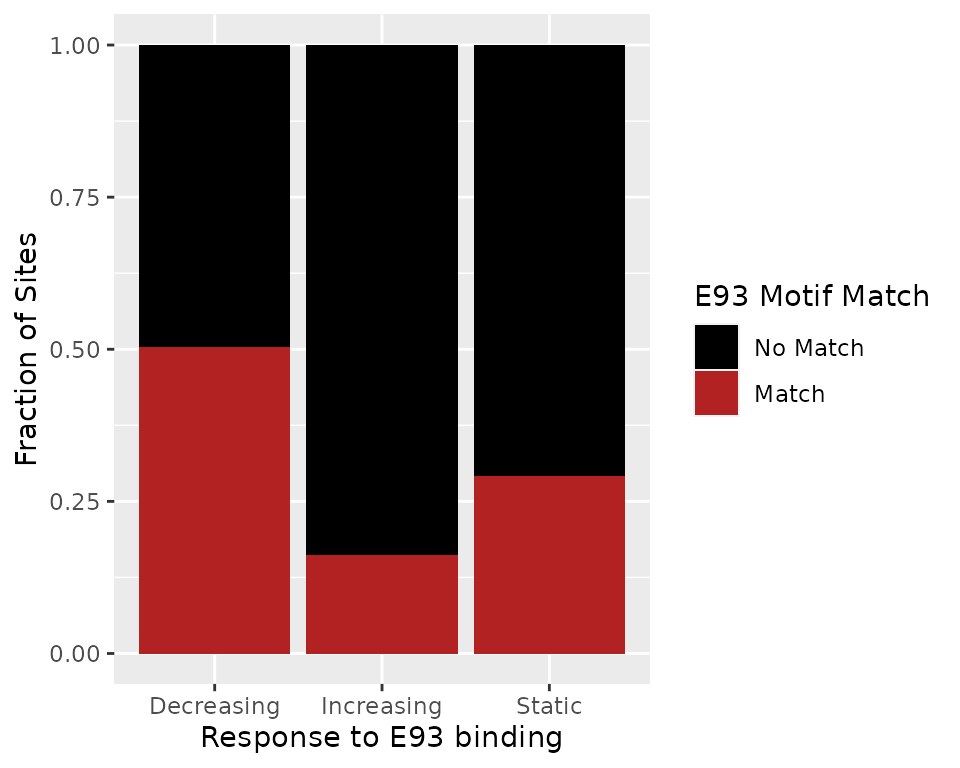 1.00
0.75
0.50
0.25
0.00
Fraction of Sites
Decreasing Increasing Static
Response to E93 binding
E93 Motif Match
No Match
Match